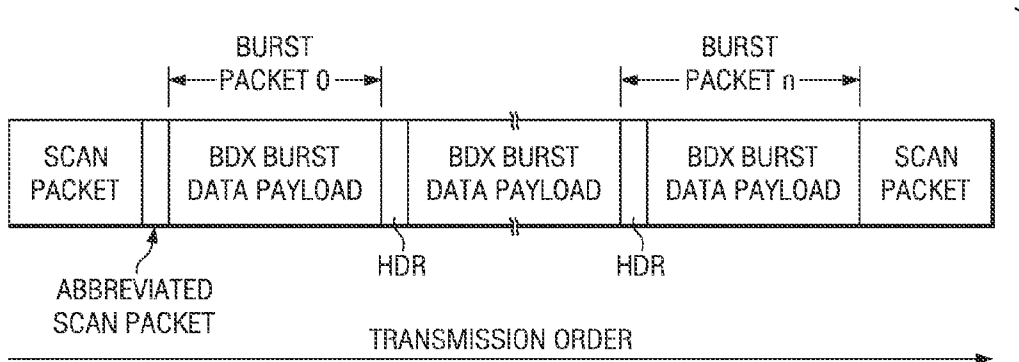 BURST
PACKET 0
BURST
PACKET n
SCAN
PACKET
BDX BURST
DATA PAYLOAD
BDX BURST
DATA PAYLOAD
BDX BURST
DATA PAYLOAD
SCAN
PACKET
HDR
HDR
ABBREVIATED
SCAN PACKET
TRANSMISSION ORDER